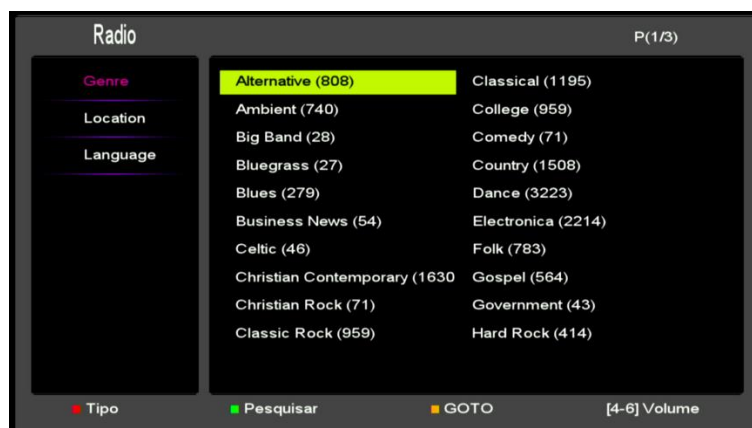 Radio
P(1/3)
Genre
Location
Language
Alternative (808)
Ambient (740)
Big Band (28)
Bluegrass (27)
Blues (279)
Business News (54)
Celtic (46)
Christian Contemporary (1630
Christian Rock (71)
Classic Rock (959)
Classical (1195)
College (959)
Comedy (71)
Country (1508)
Dance (3223)
Electronica (2214)
Folk (783)
Gospel (564)
Government (43)
Hard Rock (414)
Tipo
Pesquisar
GOTO
[4-6] Volume